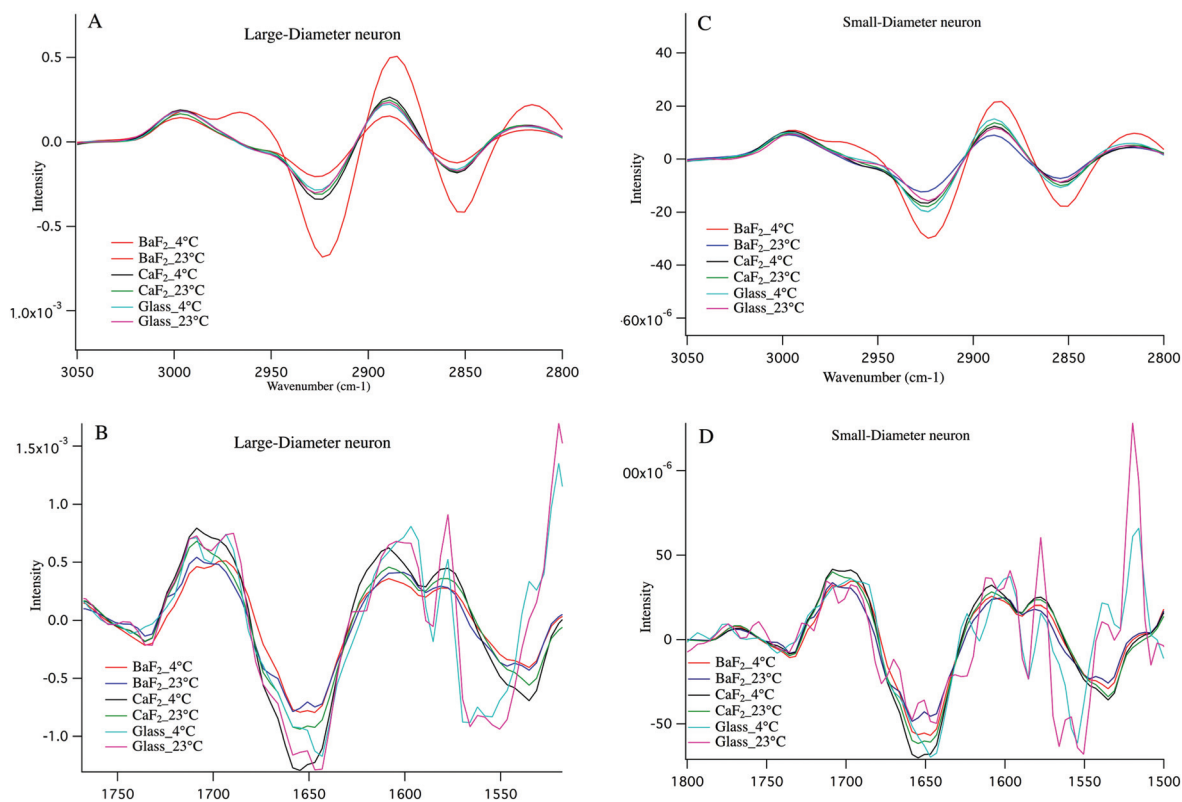 A
Large-Diameter neuron
0.5
0.0
-0.5
1.0x10-3
Intensity
BaF2_4°C
BaF2_23°C
CaF2_4°C
CaF2_23°C
Glass_4°C
Glass_23°C
3050 3000 2950 2900 2850 2800
Wavenumber (cm-1)
C
Small-Diameter neuron
40
20
0
-20
-40
-60x10-6
Intensity
BaF2_4°C
BaF2_23°C
CaF2_4°C
CaF2_23°C
Glass_4°C
Glass_23°C
3050 3000 2950 2900 2850 2800
Wavenumber (cm-1)
B
Large-Diameter neuron
1.5x10-3
1.0
0.5
0.0
-0.5
-1.0
Intensity
BaF2_4°C
BaF2_23°C
CaF2_4°C
CaF2_23°C
Glass_4°C
Glass_23°C
1750 1700 1650 1600 1550
D
Small-Diameter neuron
00x10-6
50
0
-50
Intensity
BaF2_4°C
BaF2_23°C
CaF2_4°C
CaF2_23°C
Glass_4°C
Glass_23°C
1800 1750 1700 1650 1600 1550 1500